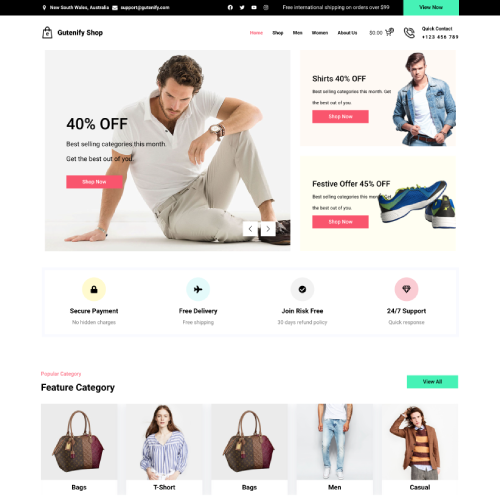 New South Wales, Australia support@gutenify.com Free international shipping on orders over $99 View Now
Gutenify Shop Home Shop Men Women About Us $0.00 Quick Contact
+123 456 789
40% OFF
Best selling categories this month.
Get the best out of you.
Shop Now
Shirts 40% OFF
Best selling categories this month. Get
the best out of you.
Shop Now
Festive Offer 45% OFF
Best selling categories this month. Get
the best out of you.
Shop Now
Secure Payment Free Delivery Join Risk Free 24/7 Support
No hidden charges Free shipping 30 days refund policy Quick response
Popular Category
Feature Category View All
Bags T-Short Bags Men Casual